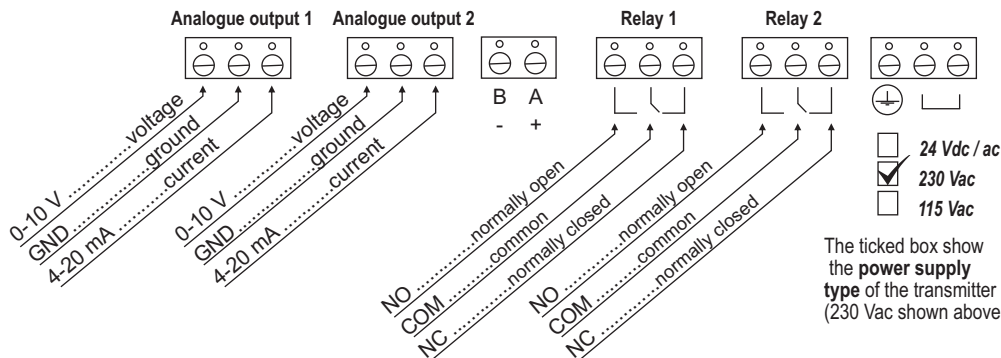 Analogue output 1
Analogue output 2
Relay 1
Relay 2
B A
- +
0-10 V ..........voltage
GND ..................ground
4-20 mA ..........current
0-10 V ..........voltage
GND ..................ground
4-20 mA ..........current
NO ..................normally open
COM ..........common
NC ..................normally closed
NO ..................normally open
COM ..........common
NC ..................normally closed
24 Vdc / ac
230 Vac
115 Vac
The ticked box show
the power supply
type of the transmitter
(230 Vac shown above